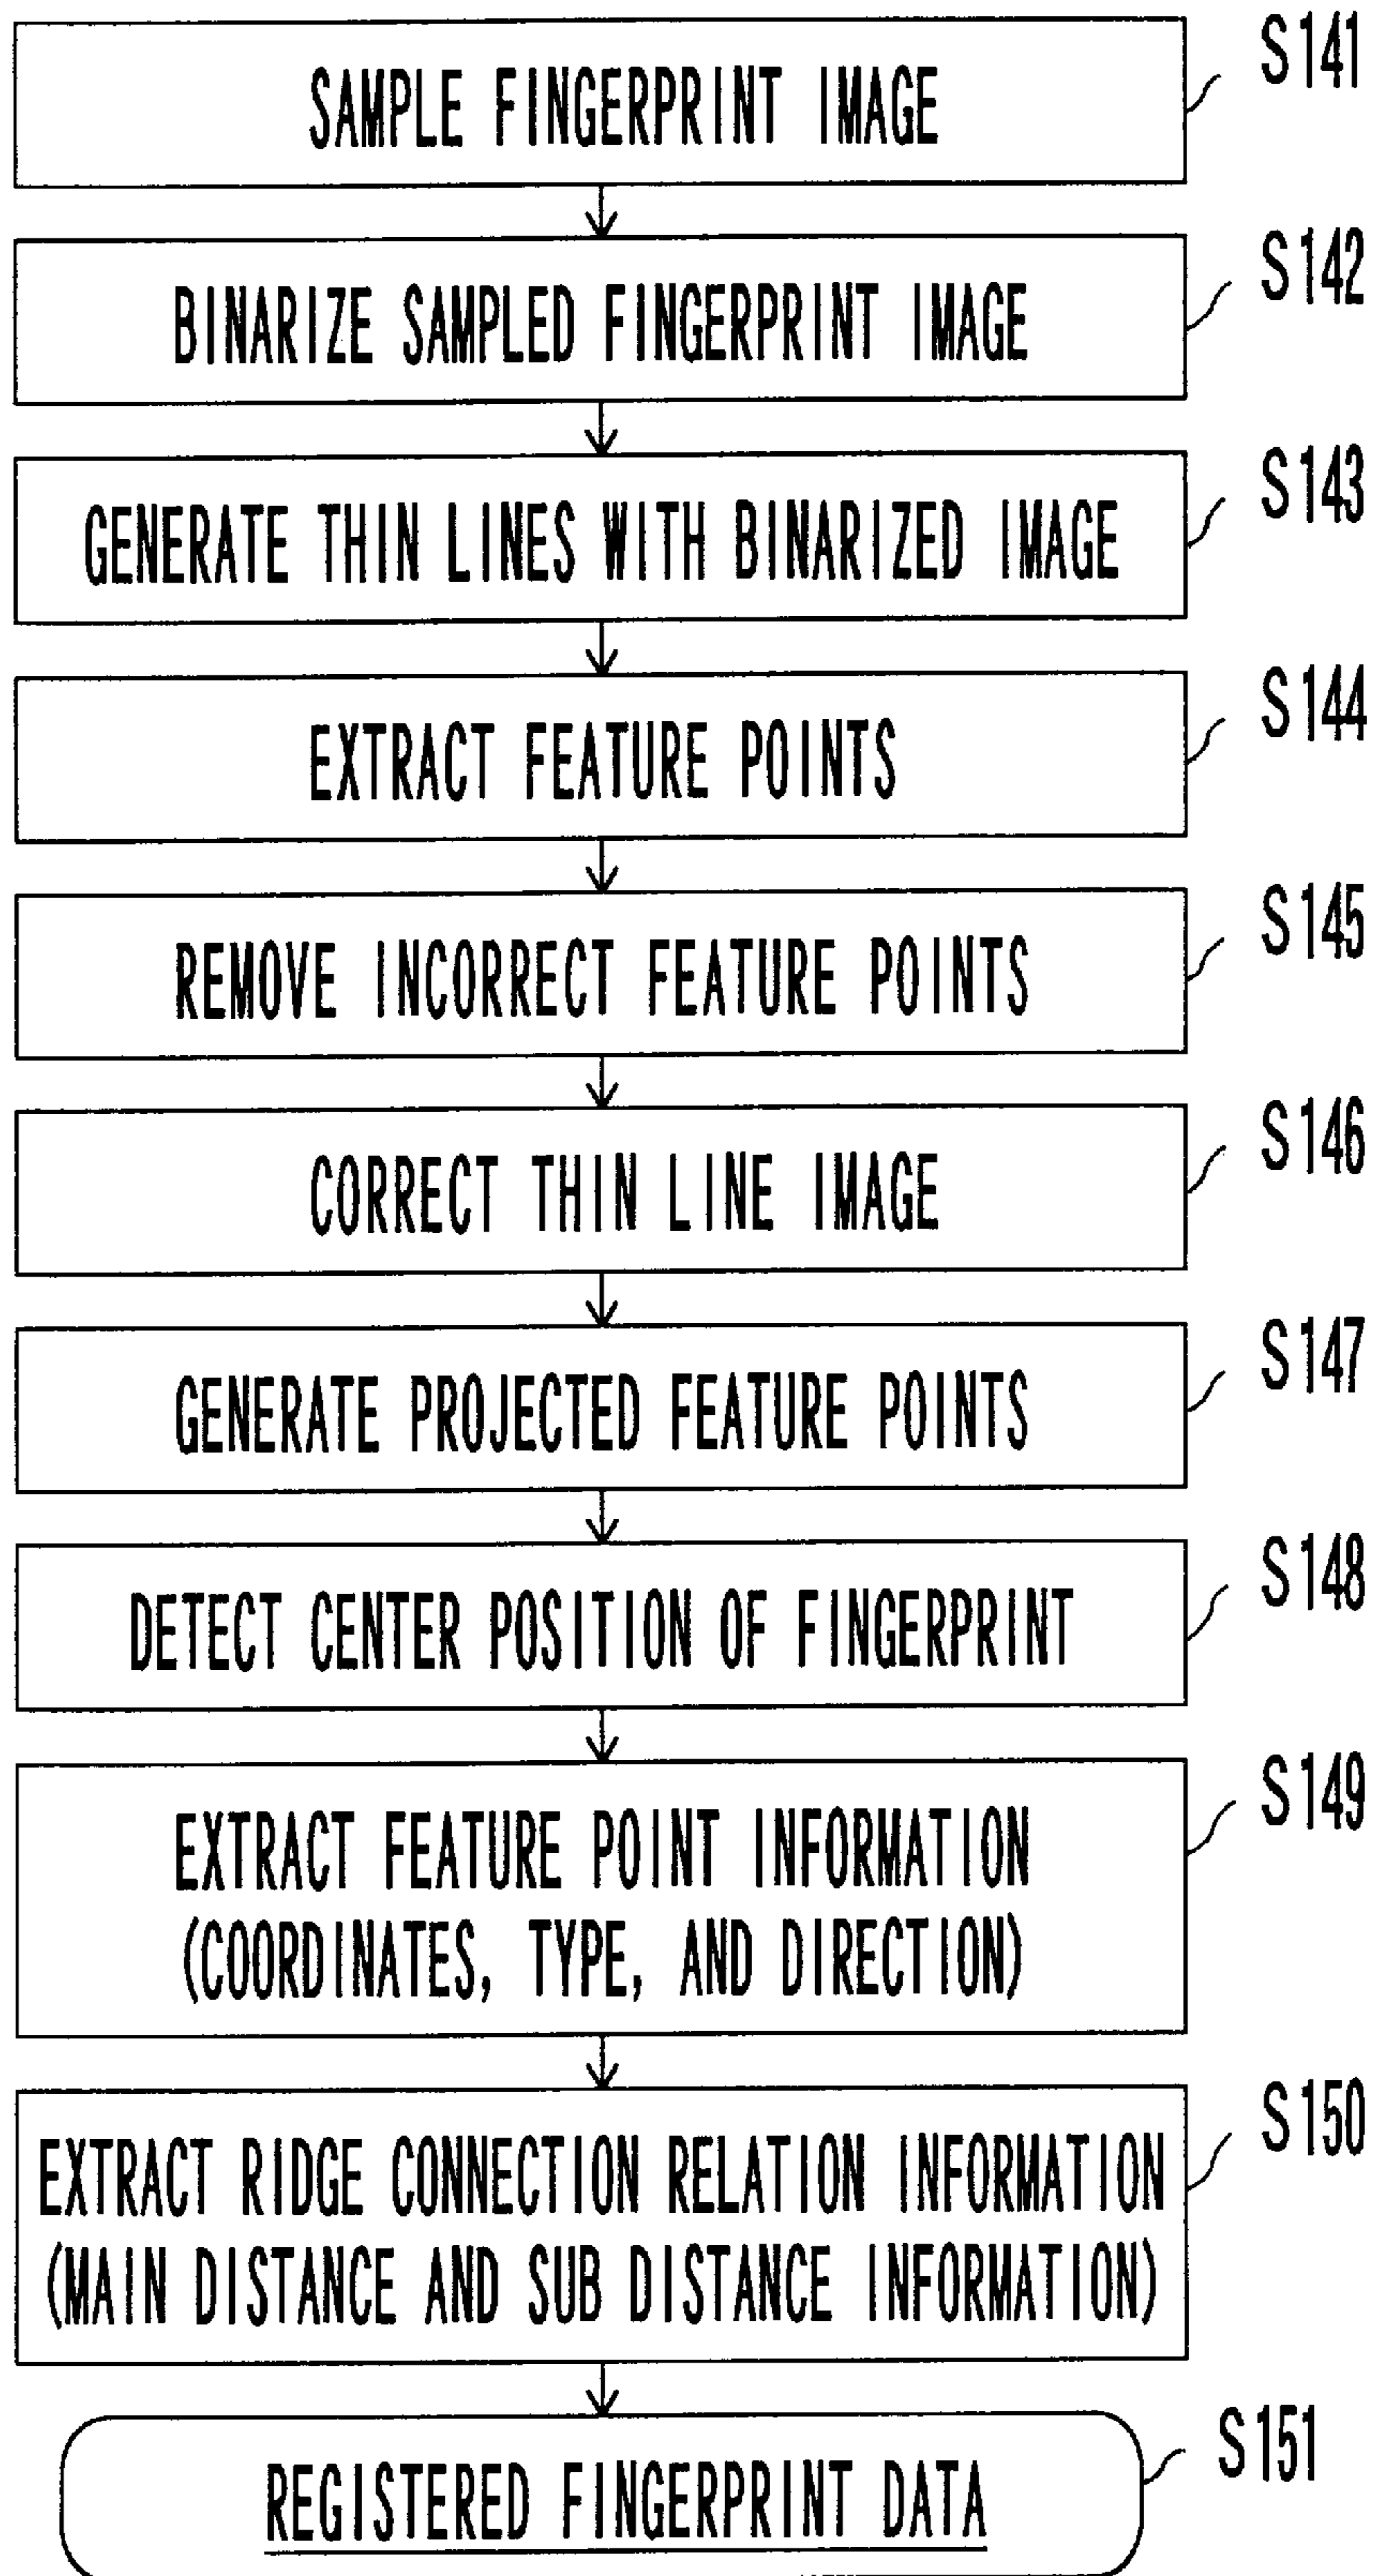 SAMPLE FINGERPRINT IMAGE
S141
BINARIZE SAMPLED FINGERPRINT IMAGE
S142
GENERATE THIN LINES WITH BINARIZED IMAGE
S143
EXTRACT FEATURE POINTS
S144
REMOVE INCORRECT FEATURE POINTS
S145
CORRECT THIN LINE IMAGE
S146
GENERATE PROJECTED FEATURE POINTS
S147
DETECT CENTER POSITION OF FINGERPRINT
S148
EXTRACT FEATURE POINT INFORMATION
(COORDINATES, TYPE, AND DIRECTION)
S149
EXTRACT RIDGE CONNECTION RELATION INFORMATION
(MAIN DISTANCE AND SUB DISTANCE INFORMATION)
S150
REGISTERED FINGERPRINT DATA
S151